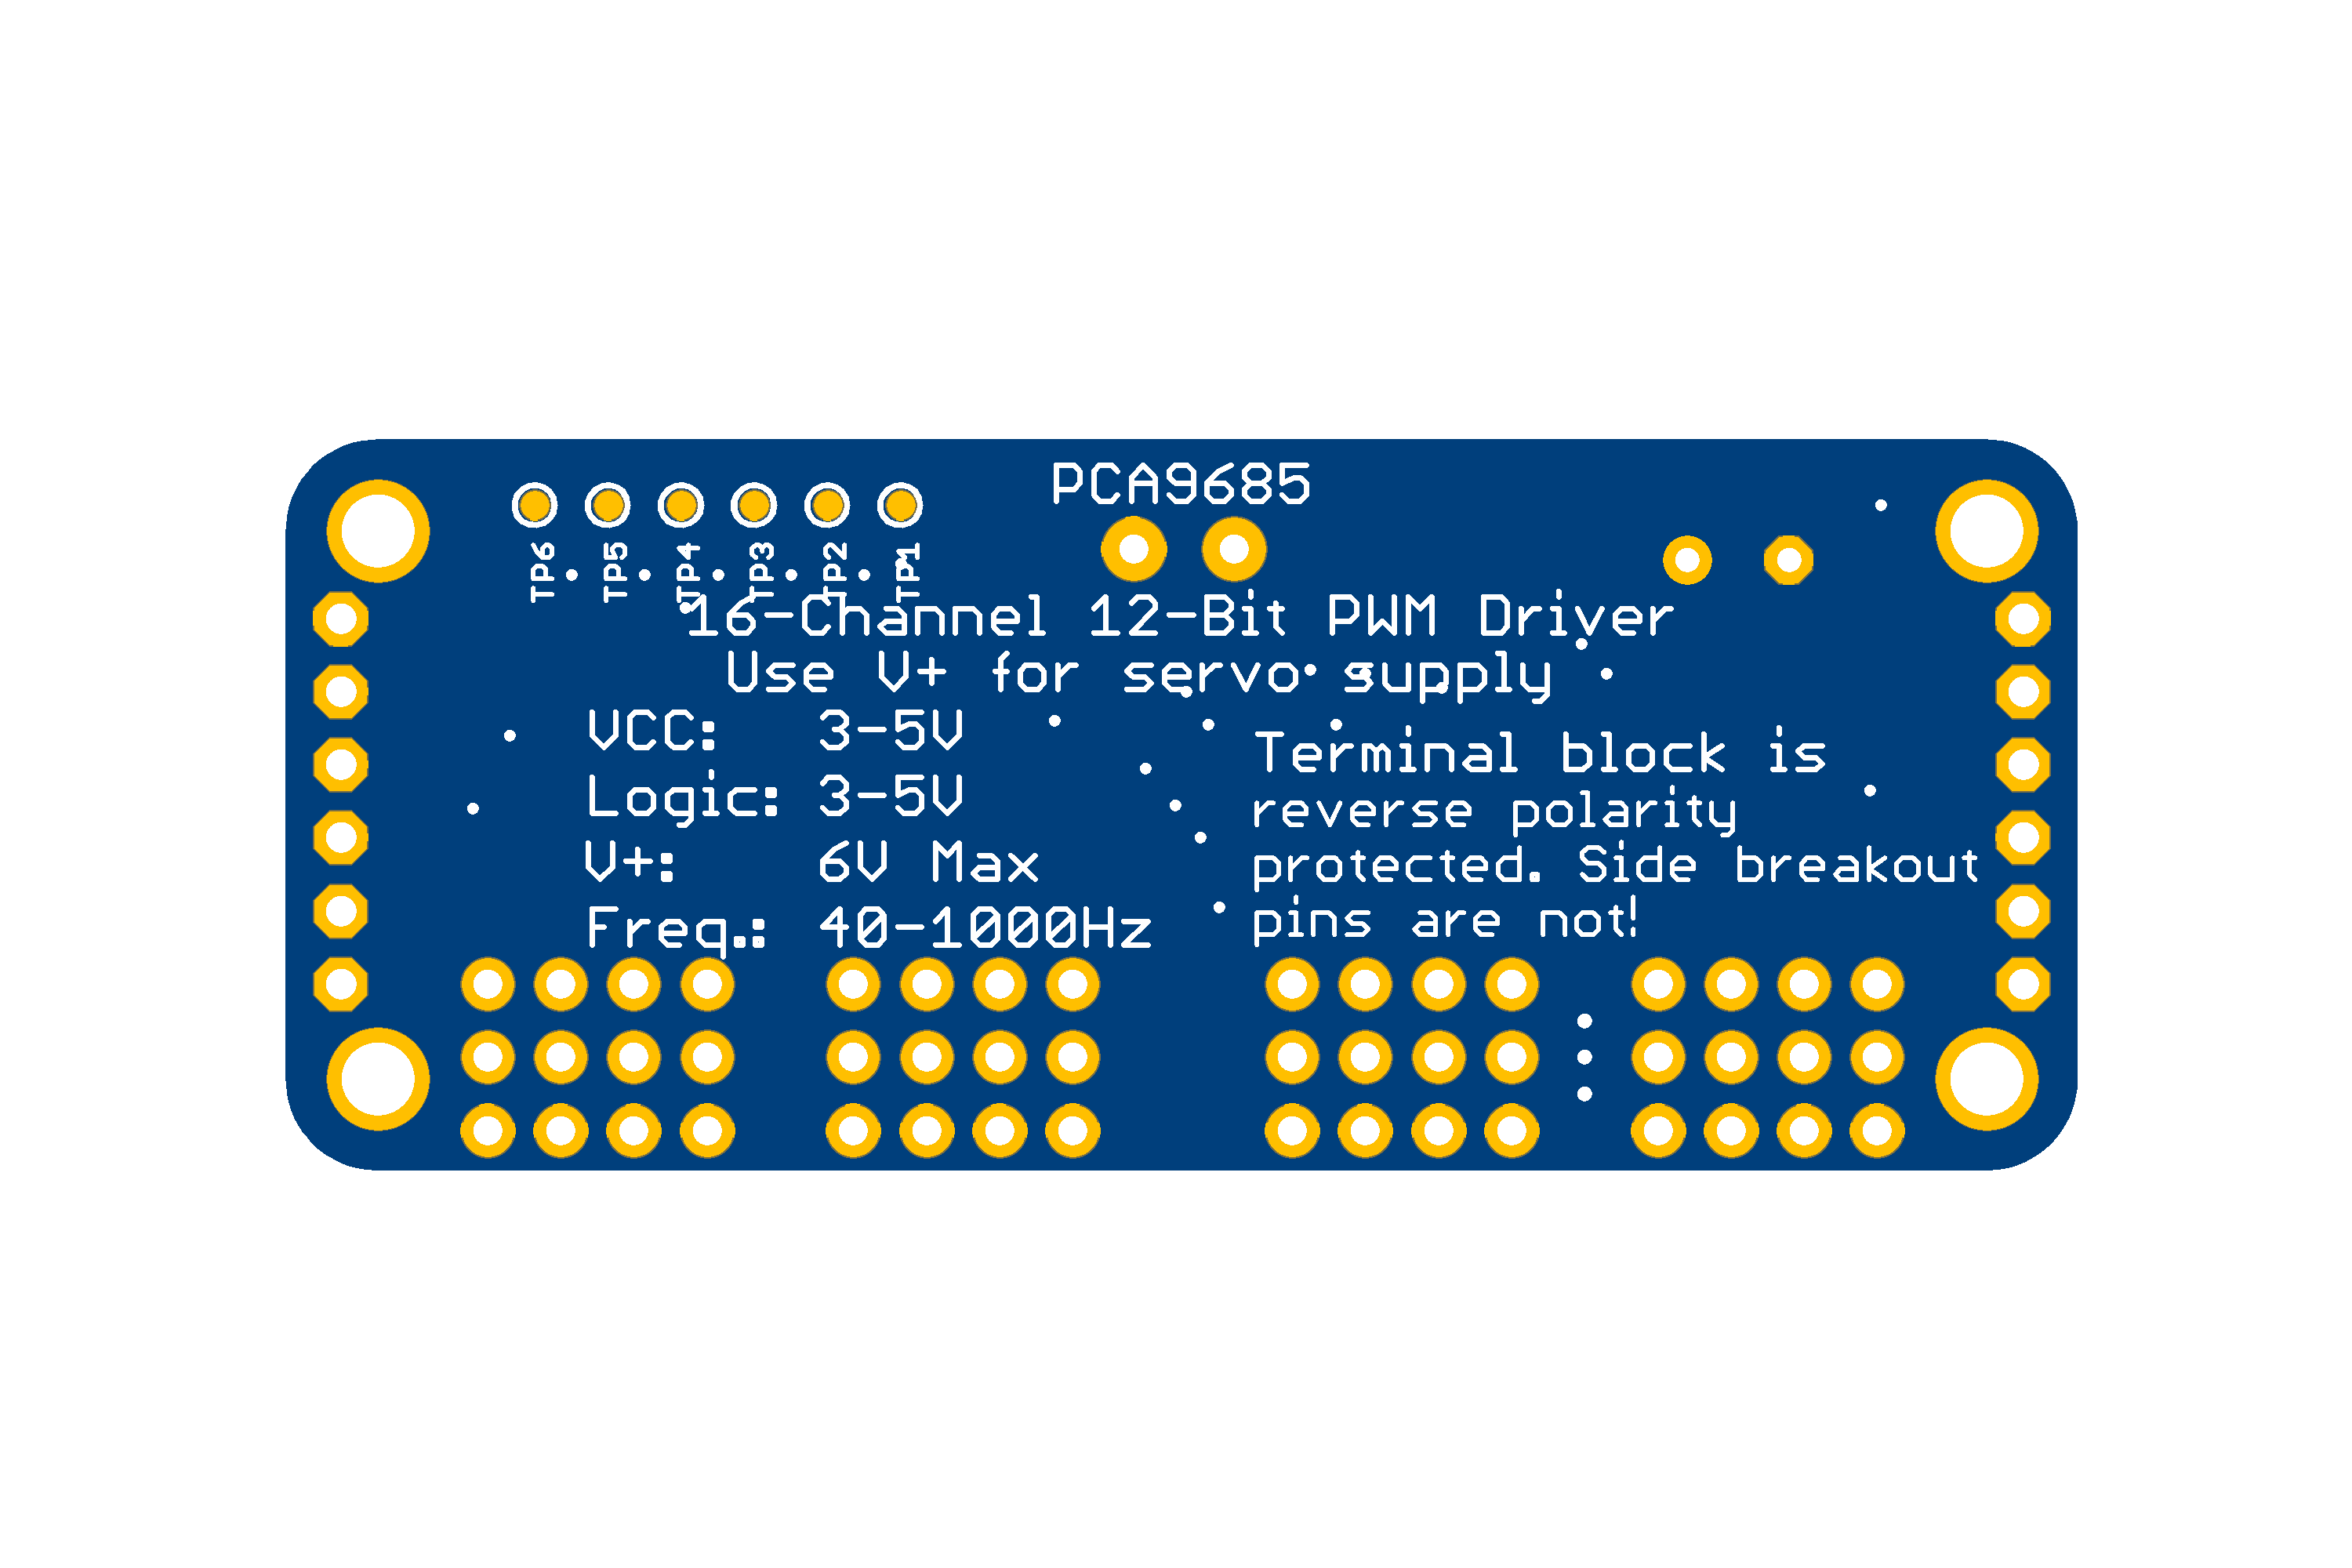 PCA9685
TP6 TP5 TP4 TP3 TP2 TP1
16-Channel 12-Bit PWM Driver
Use V+ for servo supply
VCC: 3-5V
Logic: 3-5V
V+: 6V Max
Freq.: 40-1000Hz
Terminal block is
reverse polarity
protected. Side breakout
pins are not!